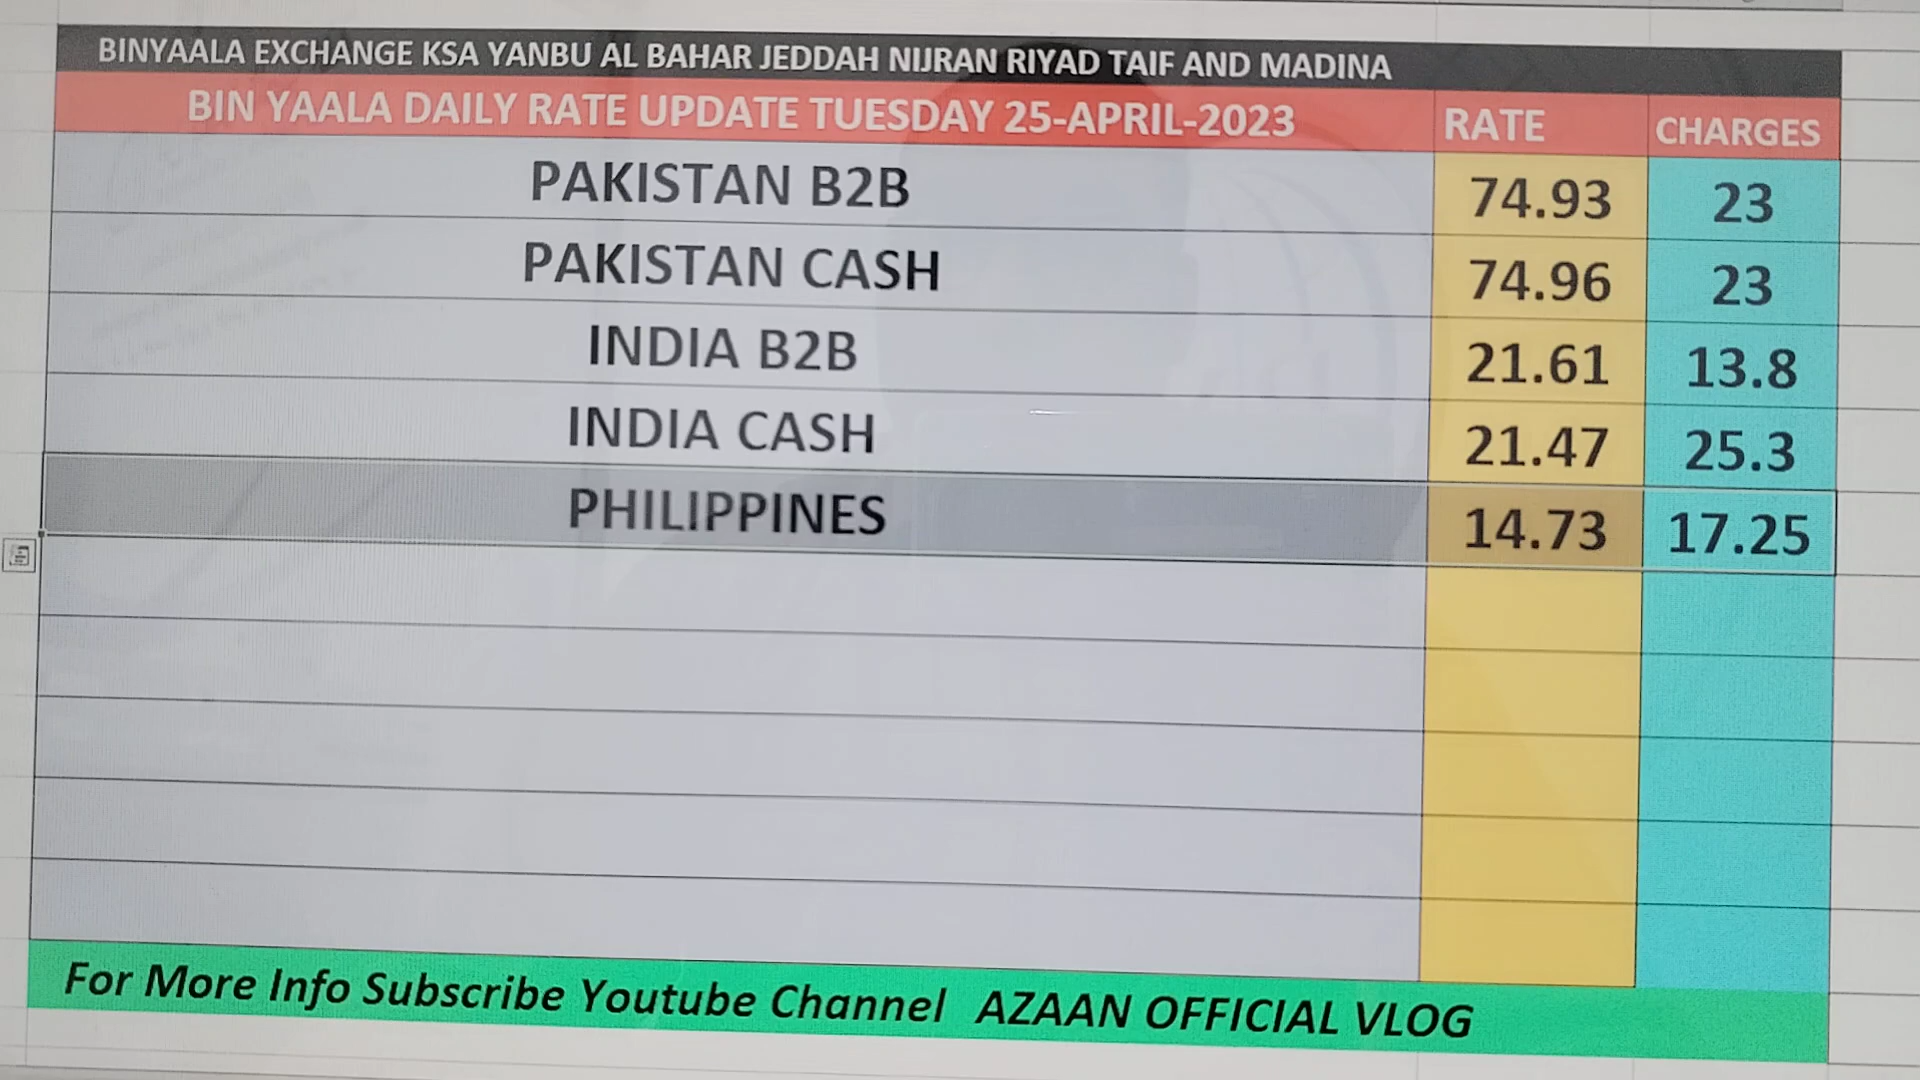 BINYAALA EXCHANGE KSA YANBU AL BAHAR JEDDAH NIJRAN RIYAD TAIF AND MADINA
BIN YAALA DAILY RATE UPDATE TUESDAY 25-APRIL-2023 RATE CHARGES
PAKISTAN B2B 74.93 23
PAKISTAN CASH 74.96 23
INDIA B2B 21.61 13.8
INDIA CASH 21.47 25.3
PHILIPPINES 14.73 17.25
For More Info Subscribe Youtube Channel AZAAN OFFICIAL VLOG